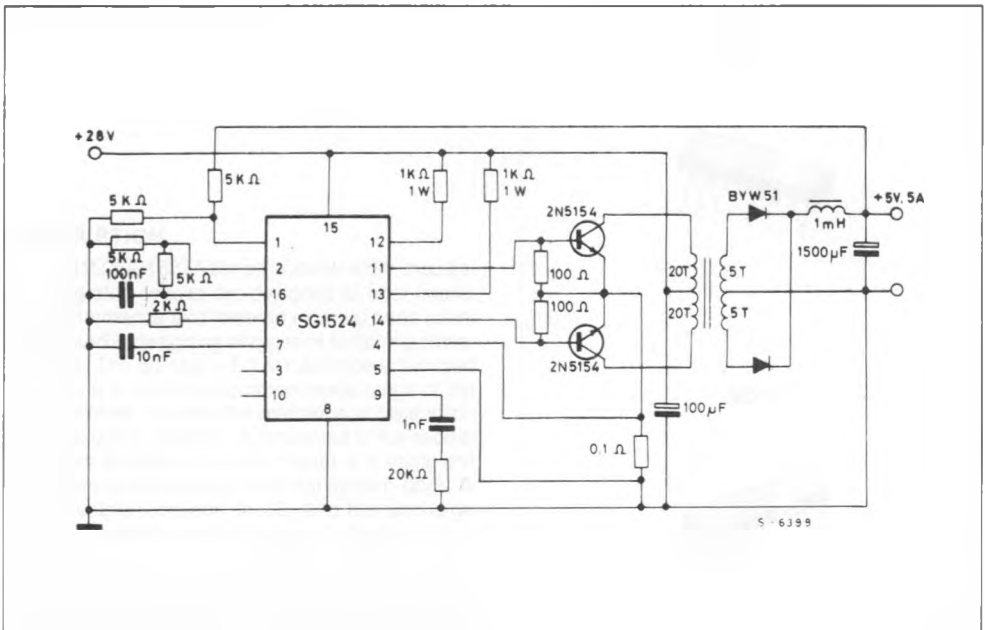 +28V
5KΩ
5KΩ
5KΩ
100nF
5KΩ
2KΩ
10nF
1KΩ
1W
1KΩ
1W
15
1
2
16
6
7
3
10
8
12
11
13
14
4
5
9
SG1524
1nF
20KΩ
2N5154
100Ω
100Ω
2N5154
20T
20T
5T
5T
BYW51
1mH
+5V, 5A
1500µF
100µF
0.1Ω
S-6399